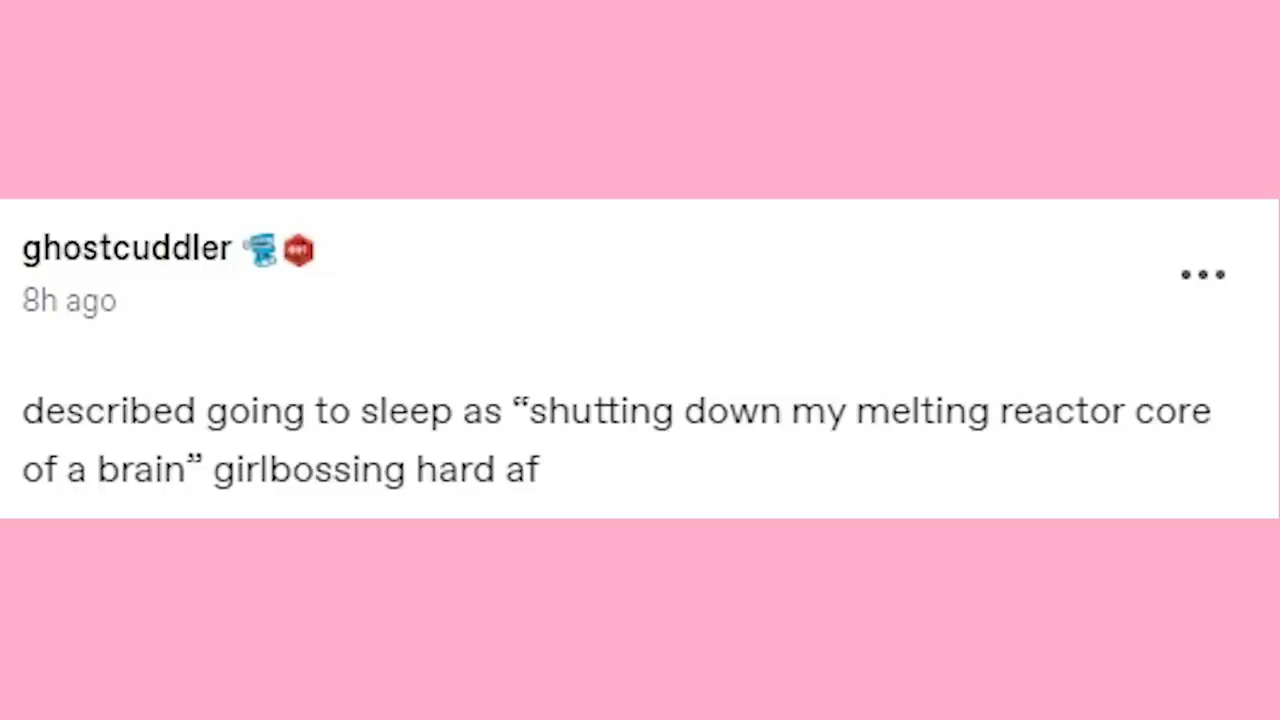 ghostcuddler
8h ago
described going to sleep as “shutting down my melting reactor core
of a brain” girlbossing hard af